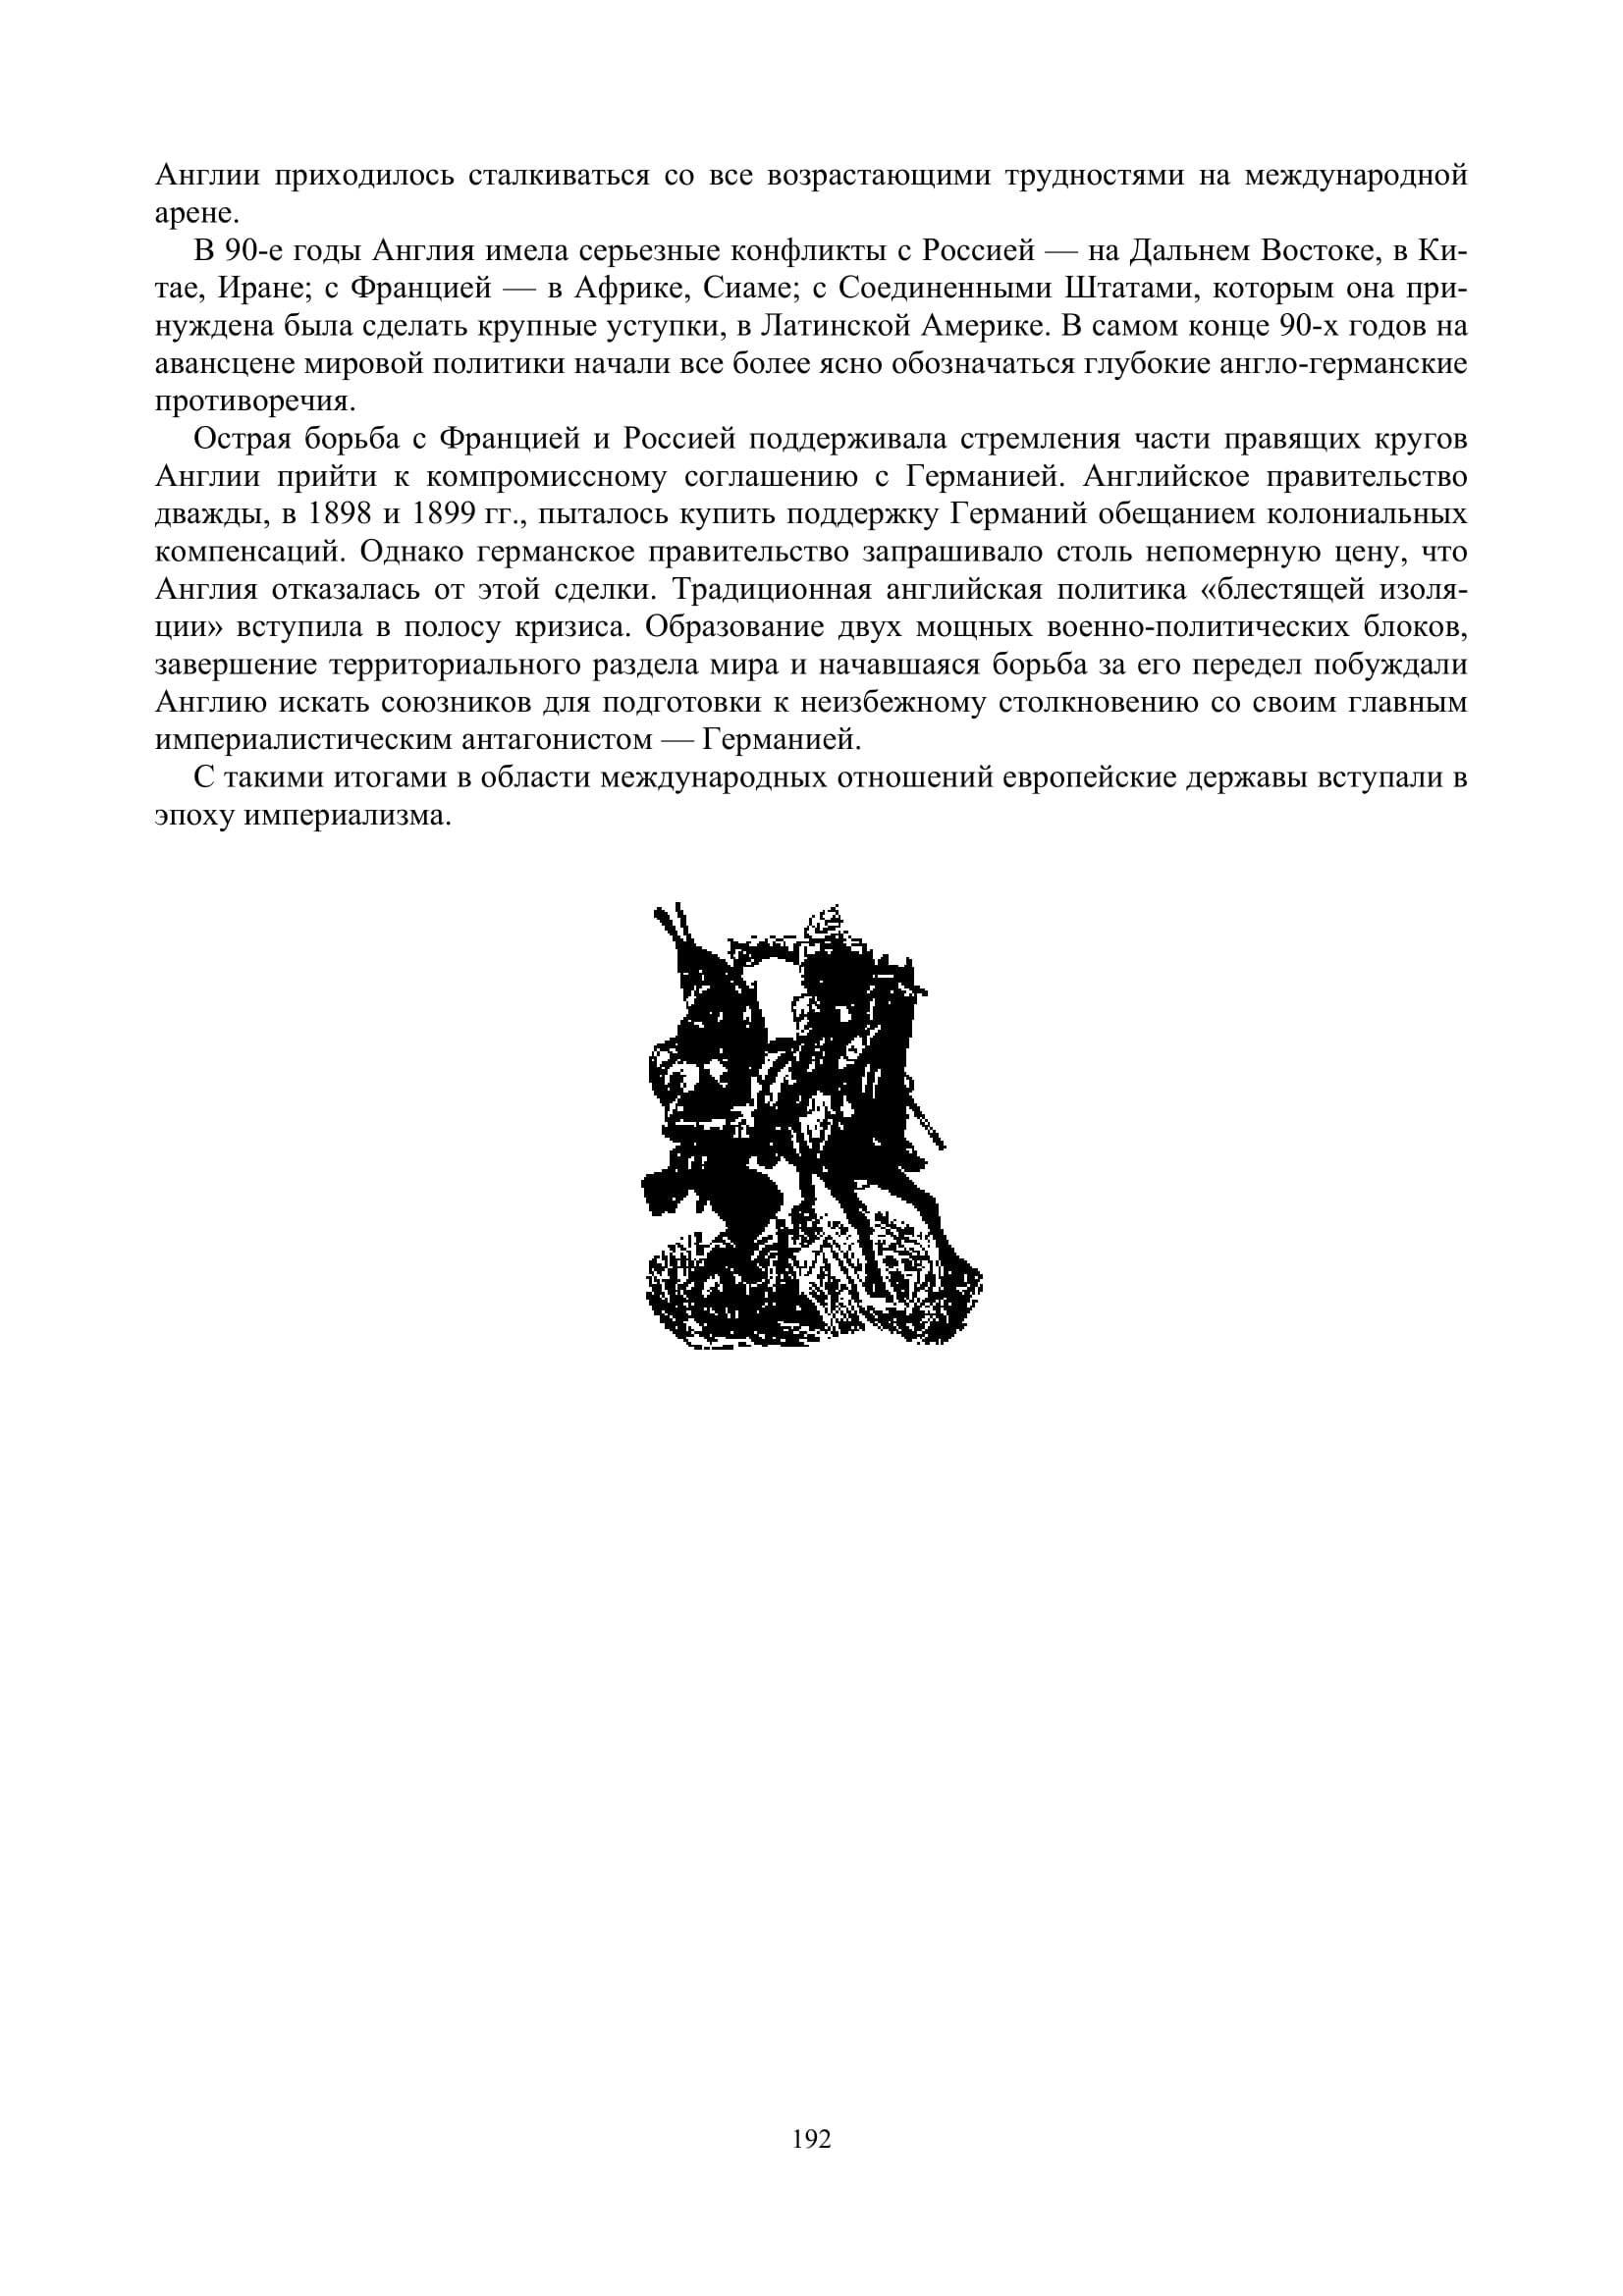 Англии приходилось сталкиваться со все возрастающими трудностями на международной
арене.
В 90-е годы Англия имела серьезные конфликты с Россией — на Дальнем Востоке, в Ки-
тае, Иране; с Францией — в Африке, Сиаме; с Соединенными Штатами, которым она при-
нуждена была сделать крупные уступки, в Латинской Америке. В самом конце 90-х годов на
авансцене мировой политики начали все более ясно обозначаться глубокие англо-германские
противоречия.
Острая борьба с Францией и Россией поддерживала стремления части правящих кругов
Англии прийти к компромиссному соглашению с Германией. Английское правительство
дважды, в 1898 и 1899 гг., пыталось купить поддержку Германий обещанием колониальных
компенсаций. Однако германское правительство запрашивало столь непомерную цену, что
Англия отказалась от этой сделки. Традиционная английская политика «блестящей изоля-
ции» вступила в полосу кризиса. Образование двух мощных военно-политических блоков,
завершение территориального раздела мира и начавшаяся борьба за его передел побуждали
Англию искать союзников для подготовки к неизбежному столкновению со своим главным
империалистическим антагонистом — Германией.
С такими итогами в области международных отношений европейские державы вступали в
эпоху империализма.
192